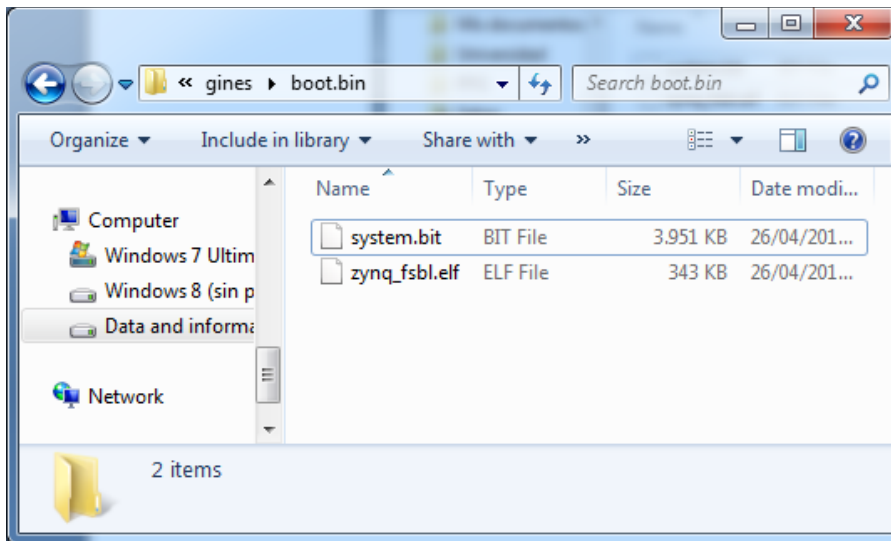 « gines ▸ boot.bin
Search boot.bin
Organize Include in library Share with »
Name Type Size Date modi...
Computer
Windows 7 Ultim
Windows 8 (sin p
Data and informa
Network
system.bit BIT File 3.951 KB 26/04/201...
zynq_fsbl.elf ELF File 343 KB 26/04/201...
2 items